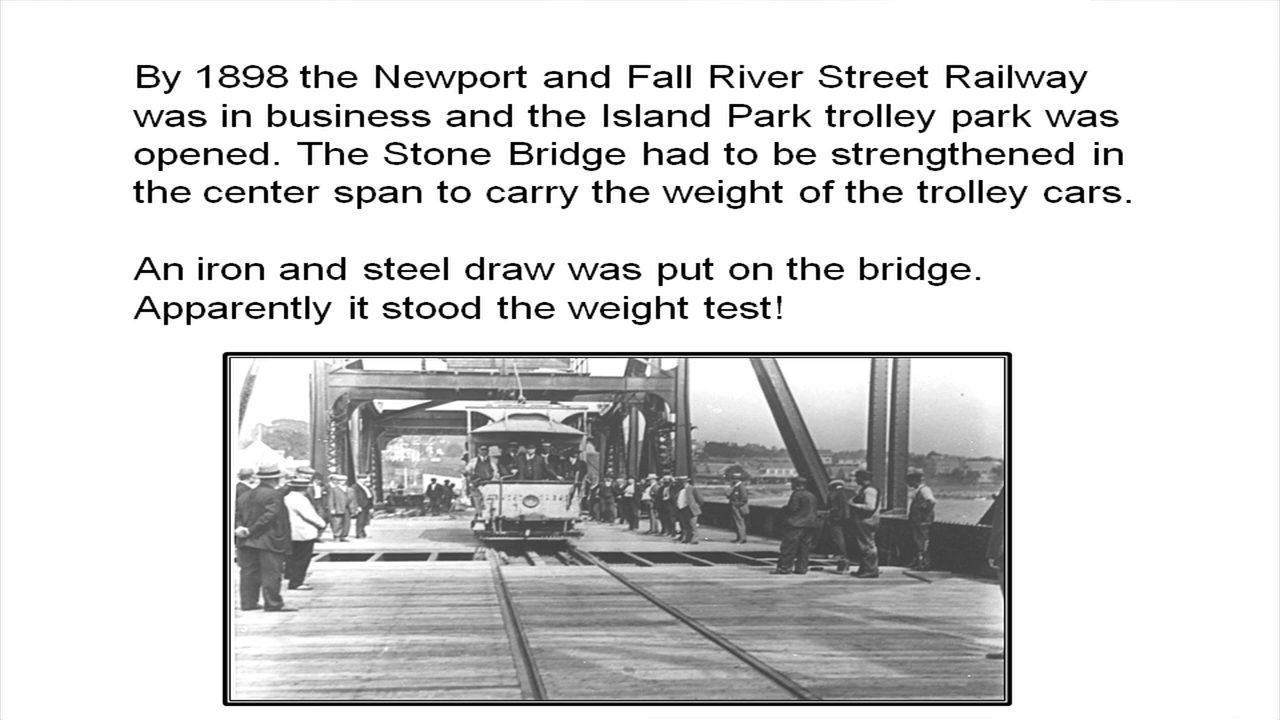 By 1898 the Newport and Fall River Street Railway
was in business and the Island Park trolley park was
opened. The Stone Bridge had to be strengthened in
the center span to carry the weight of the trolley cars.
An iron and steel draw was put on the bridge.
Apparently it stood the weight test!